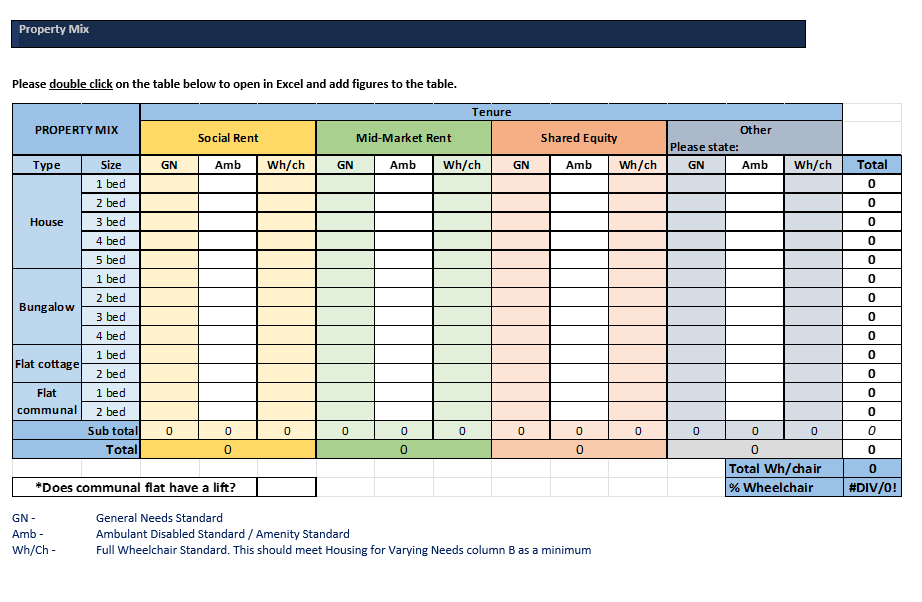 Property Mix
Please double click on the table below to open in Excel and add figures to the table.
PROPERTY MIX Tenure
Social Rent Mid-Market Rent Shared Equity Other
Please state:
Type Size GN Amb Wh/ch GN Amb Wh/ch GN Amb Wh/ch GN Amb Wh/ch Total
House 1 bed 0
2 bed 0
3 bed 0
4 bed 0
5 bed 0
Bungalow 1 bed 0
2 bed 0
3 bed 0
4 bed 0
Flat cottage 1 bed 0
2 bed 0
Flat communal 1 bed 0
2 bed 0
Sub total 0 0 0 0 0 0 0 0 0 0 0 0 0
Total 0 0 0 0 0
Total Wh/chair 0
*Does communal flat have a lift? % Wheelchair #DIV/0!
GN - General Needs Standard
Amb - Ambulant Disabled Standard / Amenity Standard
Wh/Ch - Full Wheelchair Standard. This should meet Housing for Varying Needs column B as a minimum